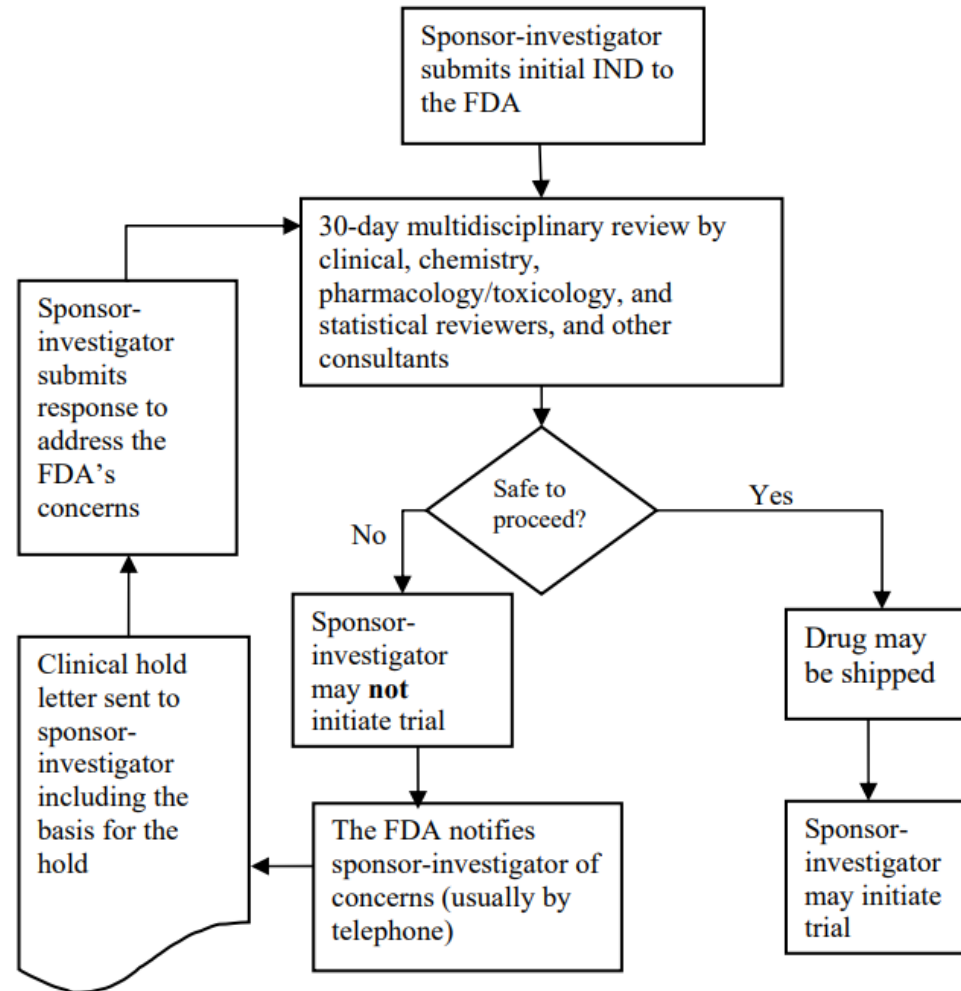 Sponsor-investigator
submits initial IND to
the FDA
30-day multidisciplinary review by
clinical, chemistry,
pharmacology/toxicology, and
statistical reviewers, and other
consultants
Safe to
proceed?
Yes
No
Drug may
be shipped
Sponsor-
investigator
may initiate
trial
Sponsor-
investigator
may not
initiate trial
The FDA notifies
sponsor-investigator of
concerns (usually by
telephone)
Clinical hold
letter sent to
sponsor-
investigator
including the
basis for the
hold
Sponsor-
investigator
submits
response to
address the
FDA’s
concerns